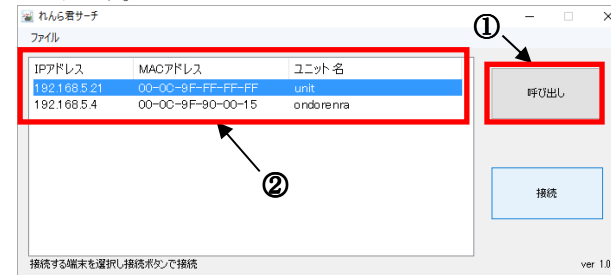 れんら君サーチ
ファイル
①
IPアドレス MACアドレス ユニット名
192.168.5.21 00-0C-9F-FF-FF-FF unit
192.168.5.4 00-0C-9F-90-00-15 ondorenra
呼び出し
②
接続
接続する端末を選択し接続ボタンで接続
ver 1.0